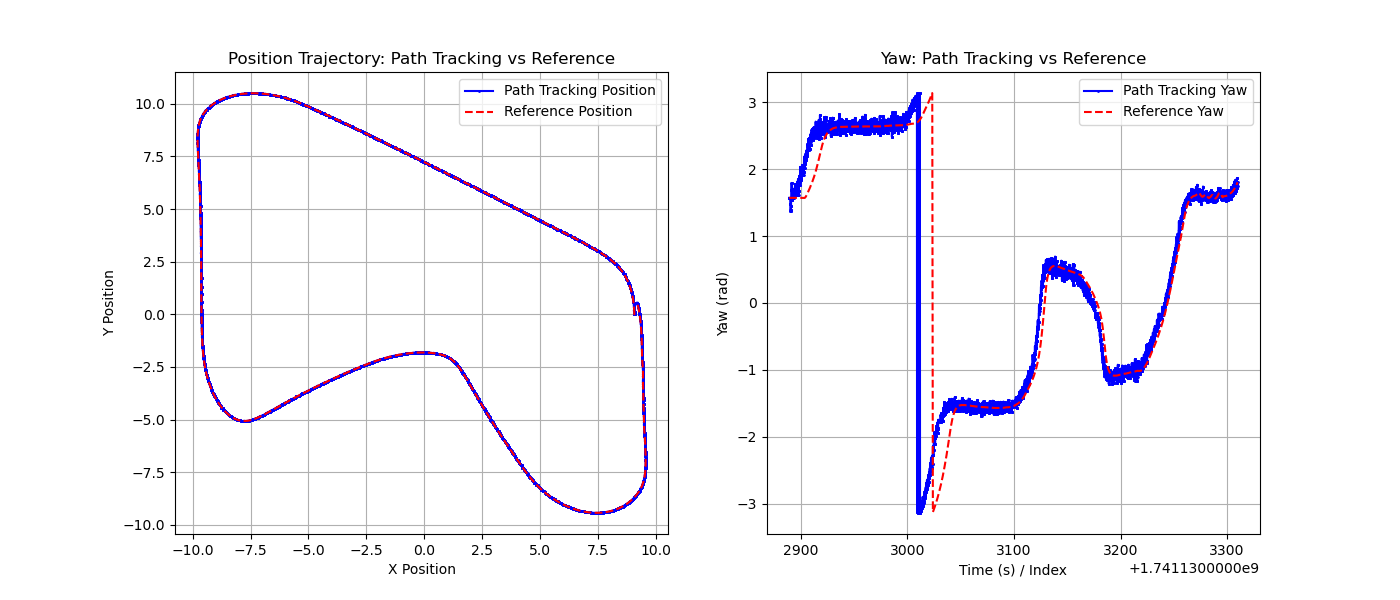 Position Trajectory: Path Tracking vs Reference
Path Tracking Position
Reference Position
10.0
7.5
5.0
2.5
0.0
−2.5
−5.0
−7.5
−10.0
Y Position
−10.0 −7.5 −5.0 −2.5 0.0 2.5 5.0 7.5 10.0
X Position
Yaw: Path Tracking vs Reference
Path Tracking Yaw
Reference Yaw
3
2
1
0
−1
−2
−3
Yaw (rad)
2900 3000 3100 3200 3300
Time (s) / Index
+1.7411300000e9